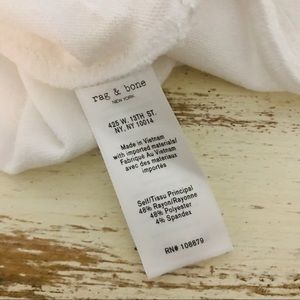 rag & bone
NEW YORK
425 W. 13TH ST.
NY, NY 10014
Made in Vietnam
with imported materials/
Fabriqué Au Vietnam
avec des materiaux
importés
Self/Tissu Principal
48% Rayon/Rayonne
48% Polyester
4% Spandex
RN# 108879